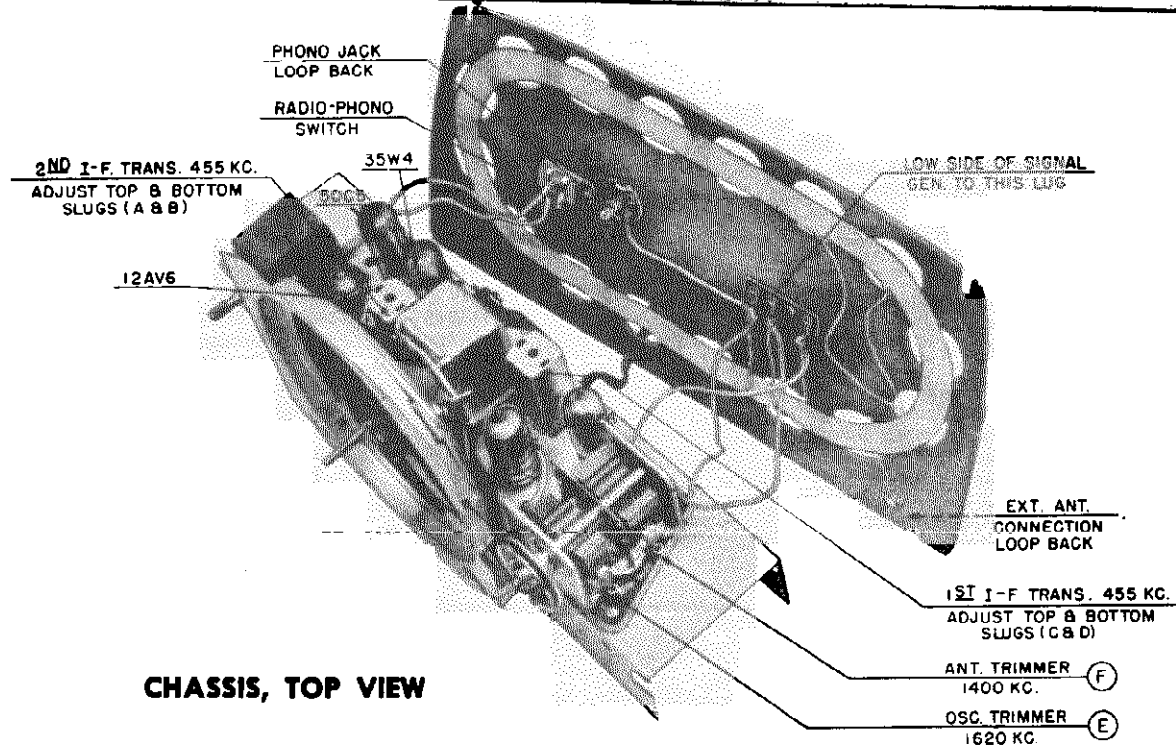 PHONO JACK
LOOP BACK
RADIO-PHONO
SWITCH
2ND I-F. TRANS. 455 KC.
ADJUST TOP & BOTTOM
SLUGS (A & B)
35W4
50C5
12AV6
LOW SIDE OF SIGNAL
GEN. TO THIS LUG
EXT. ANT.
CONNECTION
LOOP BACK
1ST I-F TRANS. 455 KC.
ADJUST TOP & BOTTOM
SLUGS (C & D)
ANT. TRIMMER
1400 KC.
F
OSC. TRIMMER
1620 KC.
E
CHASSIS, TOP VIEW